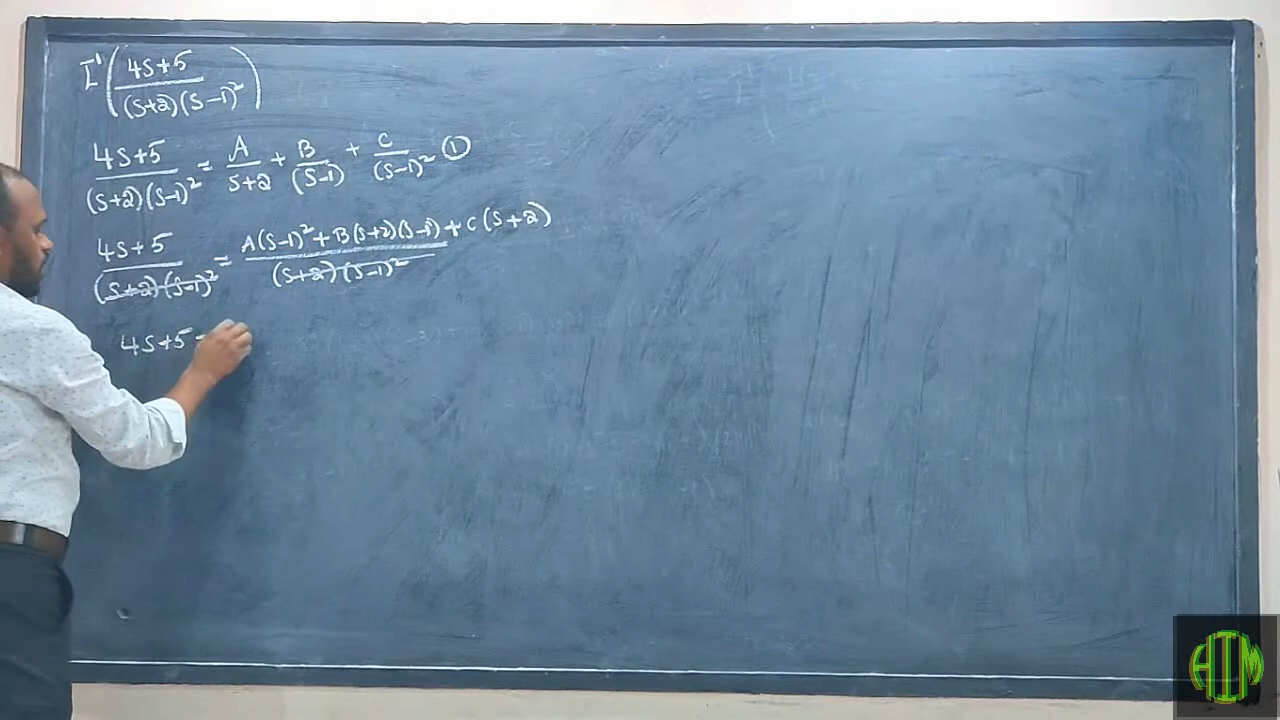 L⁻¹((4s+5)/((s+2)(s-1)²))
(4s+5)/((s+2)(s-1)²) = A/(s+2) + B/(s-1) + C/(s-1)² ①
(4s+5)/((s+2)(s-1)²) = (A(s-1)²+B(s+2)(s-1)+C(s+2))/((s+2)(s-1)²)
4s+5
AIM